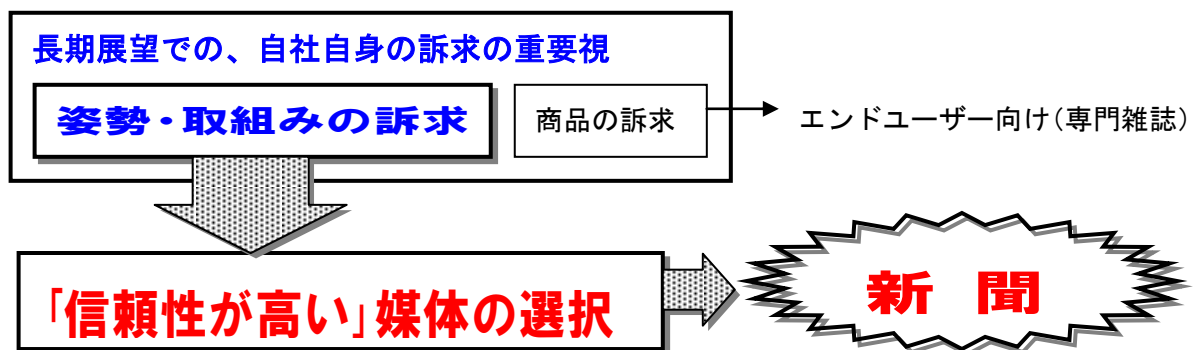 長期展望での、自社自身の訴求の重要視
姿勢・取組みの訴求
商品の訴求
エンドユーザー向け(専門雑誌)
「信頼性が高い」媒体の選択
新 聞